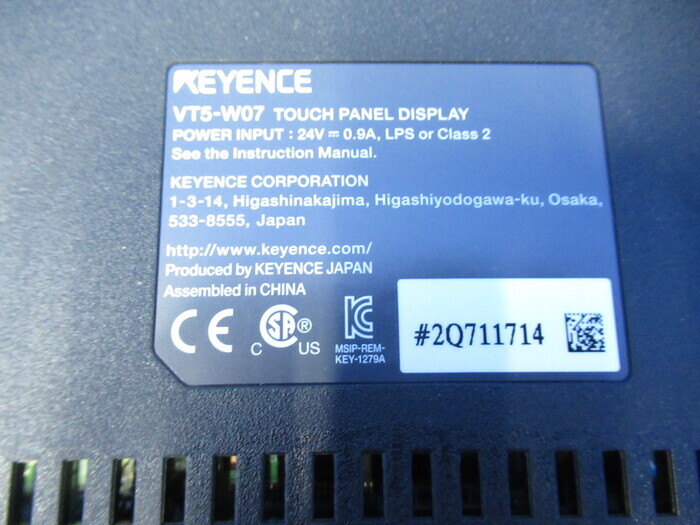 KEYENCE
VT5-W07 TOUCH PANEL DISPLAY
POWER INPUT : 24V ⎓ 0.9A, LPS or Class 2
See the Instruction Manual.
KEYENCE CORPORATION
1-3-14, Higashinakajima, Higashiyodogawa-ku, Osaka,
533-8555, Japan
http://www.keyence.com/
Produced by KEYENCE JAPAN
Assembled in CHINA
CE
C SA ® US
C
MSIP-REM-
KEY-1279A
#2Q711714